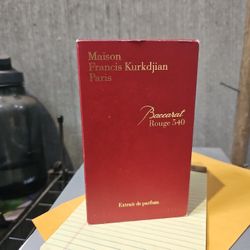 Maison
Francis Kurkdjian
Paris
Baccarat
Rouge 540
Extrait de parfum